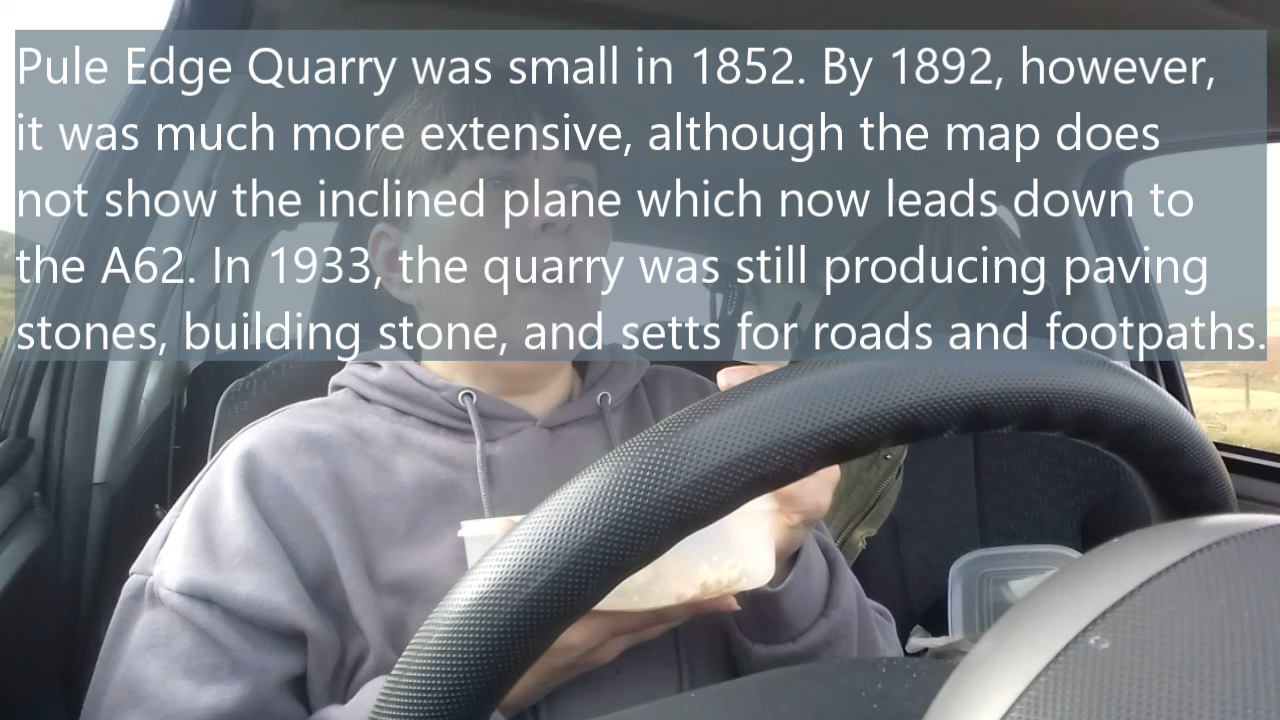 Pule Edge Quarry was small in 1852. By 1892, however,
it was much more extensive, although the map does
not show the inclined plane which now leads down to
the A62. In 1933, the quarry was still producing paving
stones, building stone, and setts for roads and footpaths.